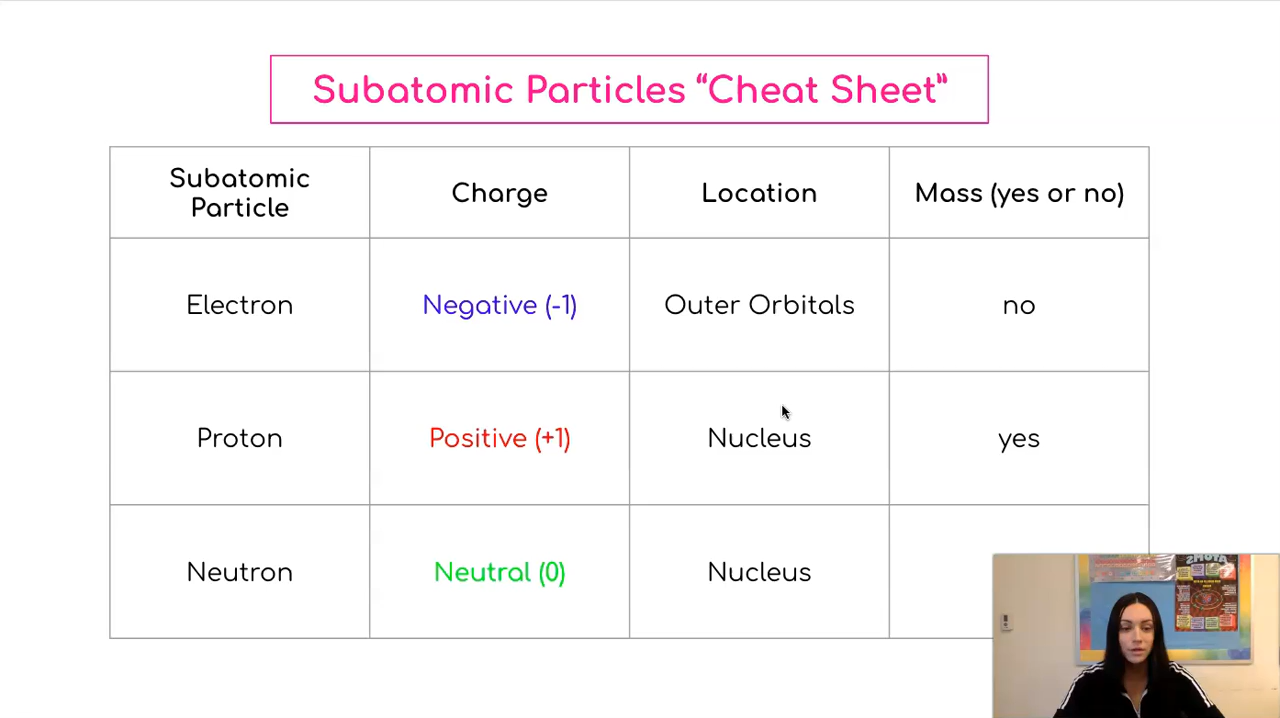 Subatomic Particles “Cheat Sheet”
Subatomic
Particle
Charge
Location
Mass (yes or no)
Electron
Negative (-1)
Outer Orbitals
no
Proton
Positive (+1)
Nucleus
yes
Neutron
Neutral (0)
Nucleus
ATOMS